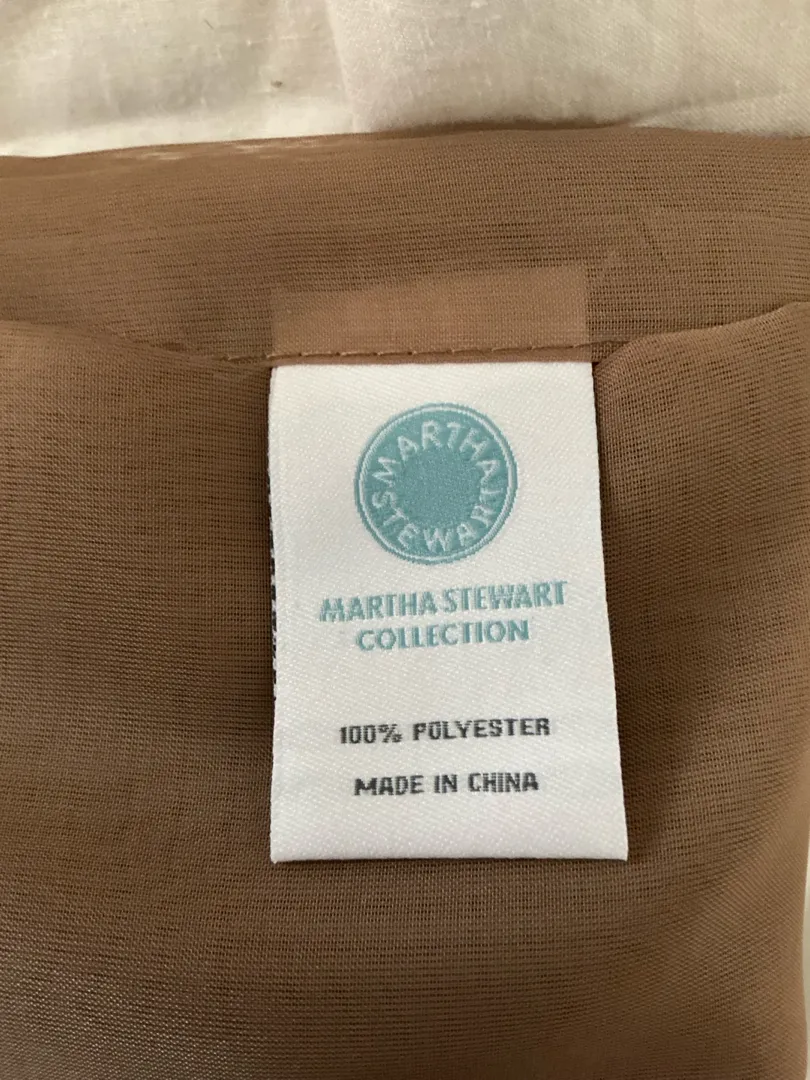 MARTHA
STEWART
MARTHA STEWART
COLLECTION
100% POLYESTER
MADE IN CHINA